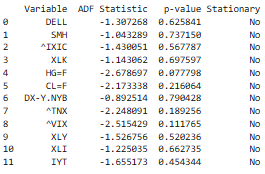 Variable ADF Statistic p-value Stationary
0 DELL -1.307268 0.625841 No
1 SMH -1.043289 0.737150 No
2 ^IXIC -1.430051 0.567787 No
3 XLK -1.143062 0.697597 No
4 HG=F -2.678697 0.077798 No
5 CL=F -2.173338 0.216064 No
6 DX-Y.NYB -0.892514 0.790428 No
7 ^TNX -2.248091 0.189256 No
8 ^VIX -2.515429 0.111765 No
9 XLY -1.526756 0.520236 No
10 XLI -1.225035 0.662735 No
11 IYT -1.655173 0.454344 No